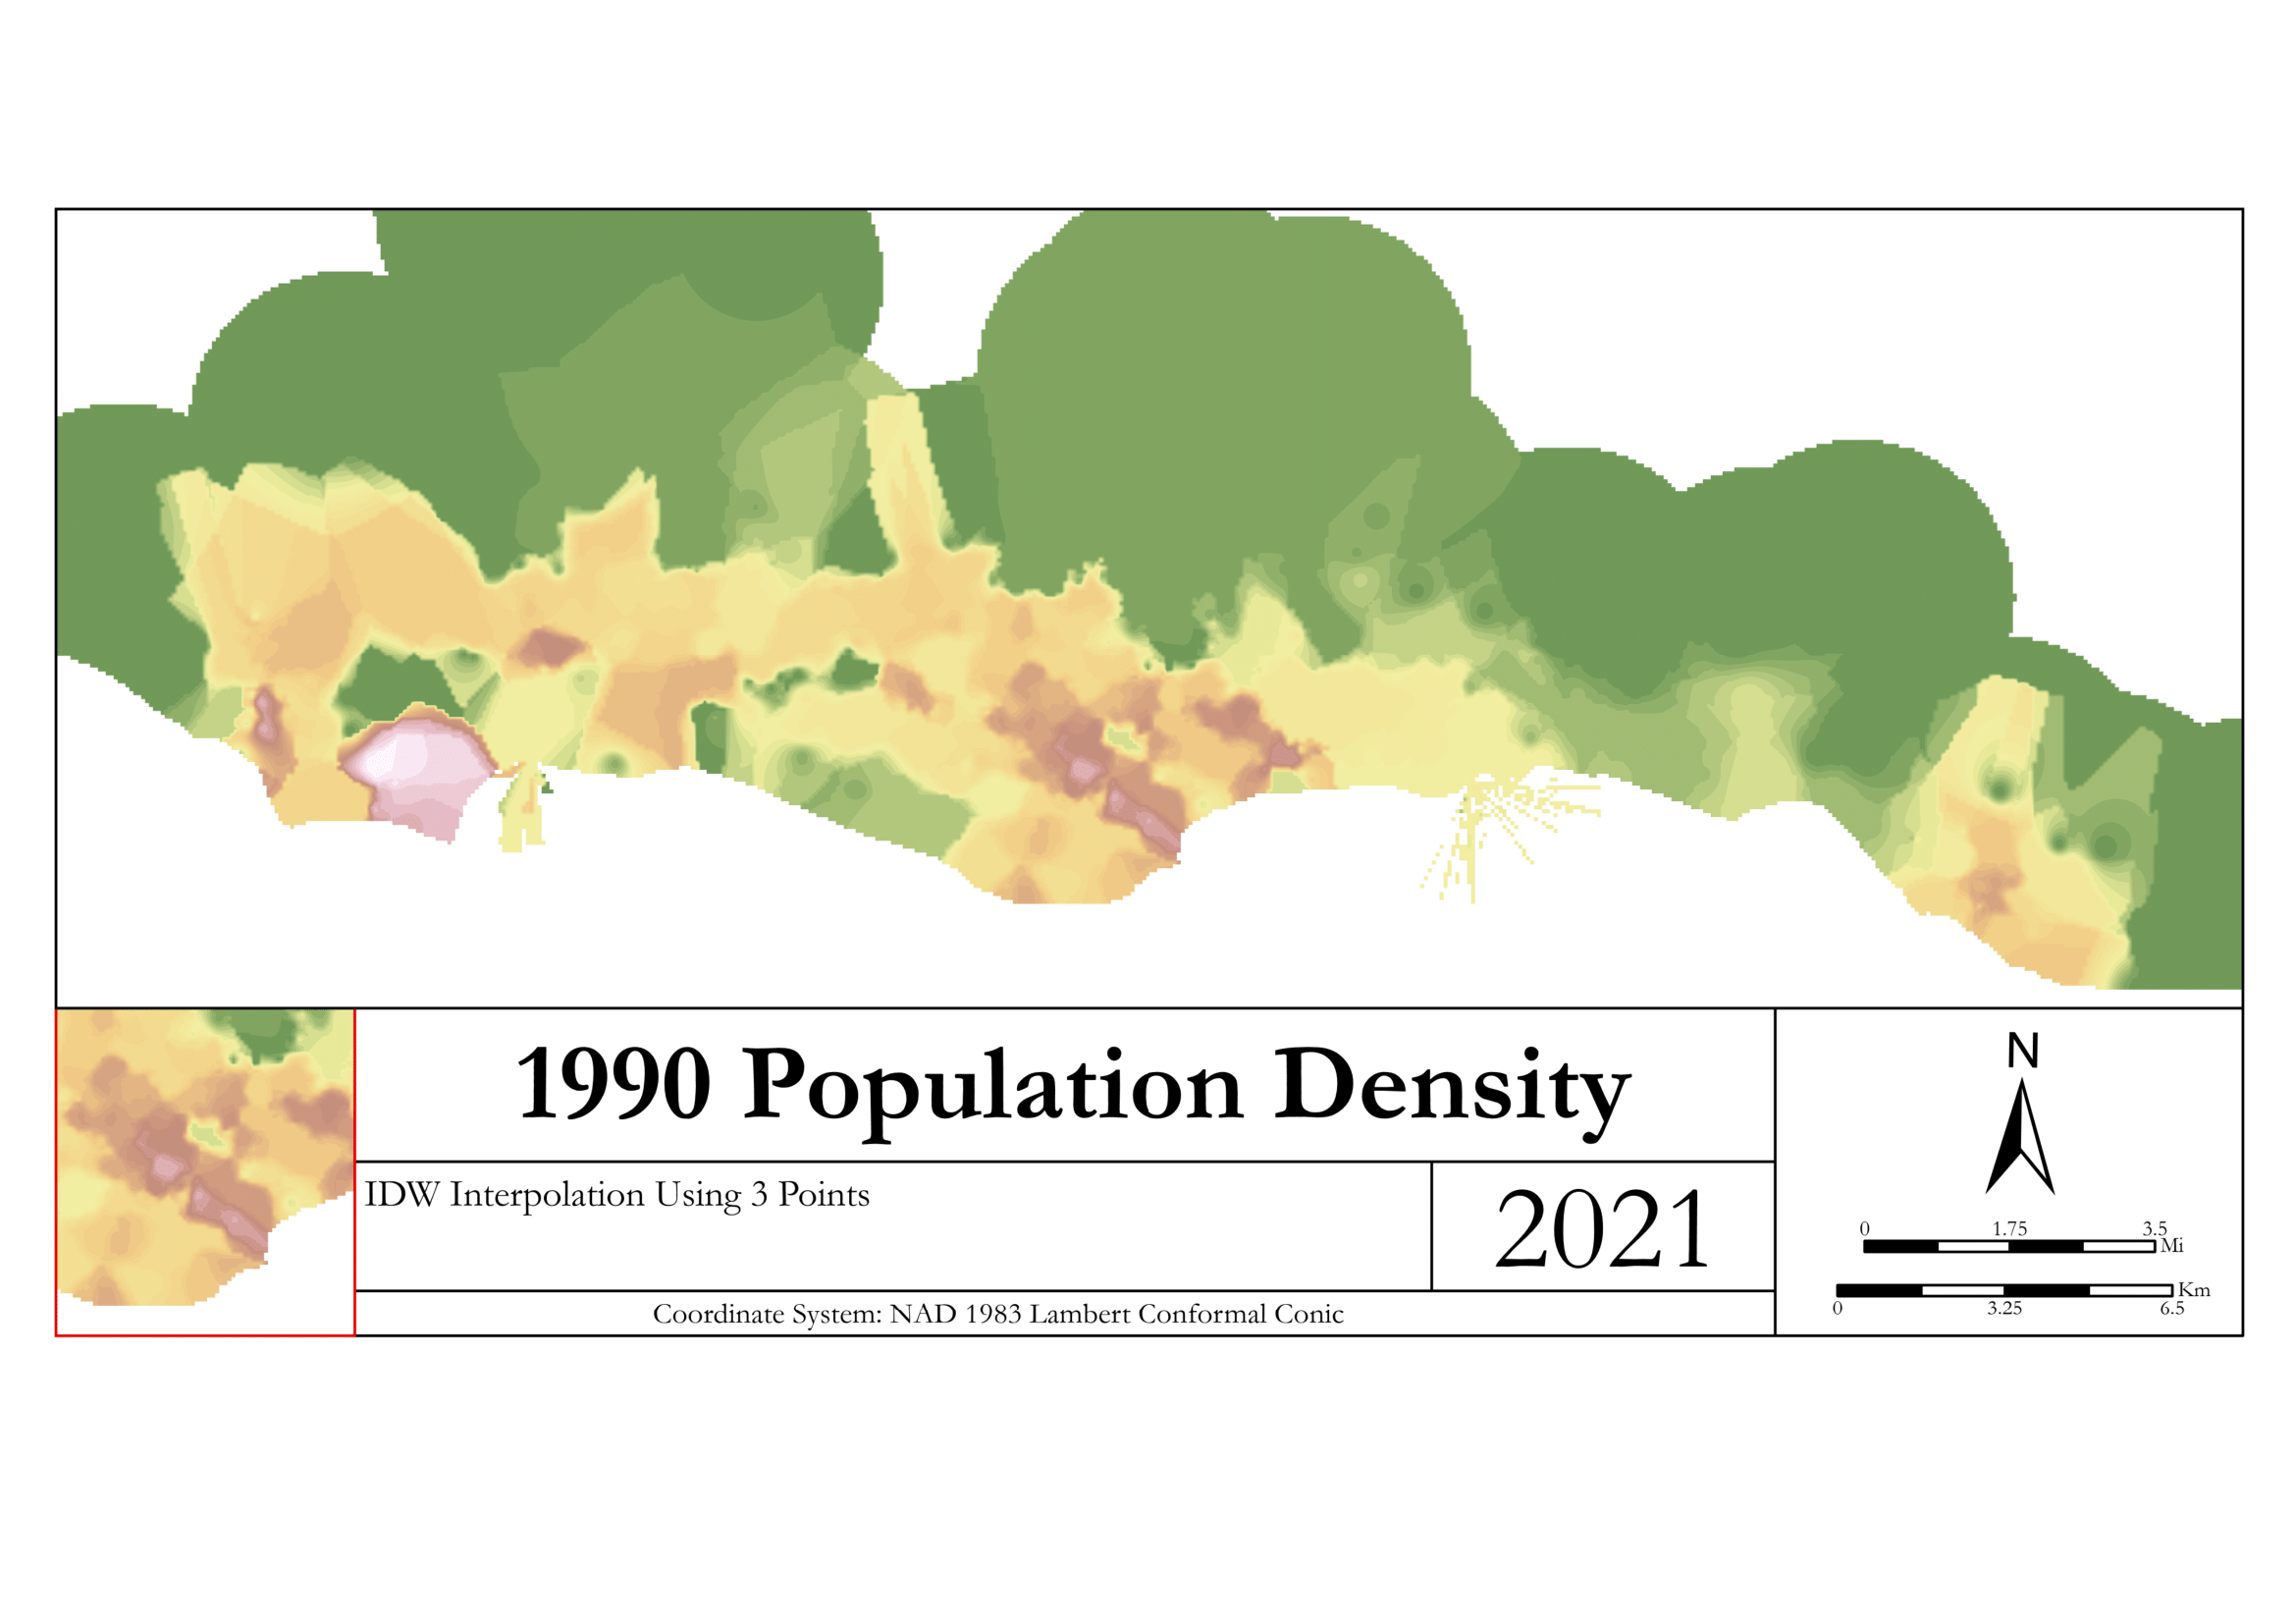 1990 Population Density
IDW Interpolation Using 3 Points
2021
Coordinate System: NAD 1983 Lambert Conformal Conic
N
0 1.75 3.5
Mi
Km
0 3.25 6.5